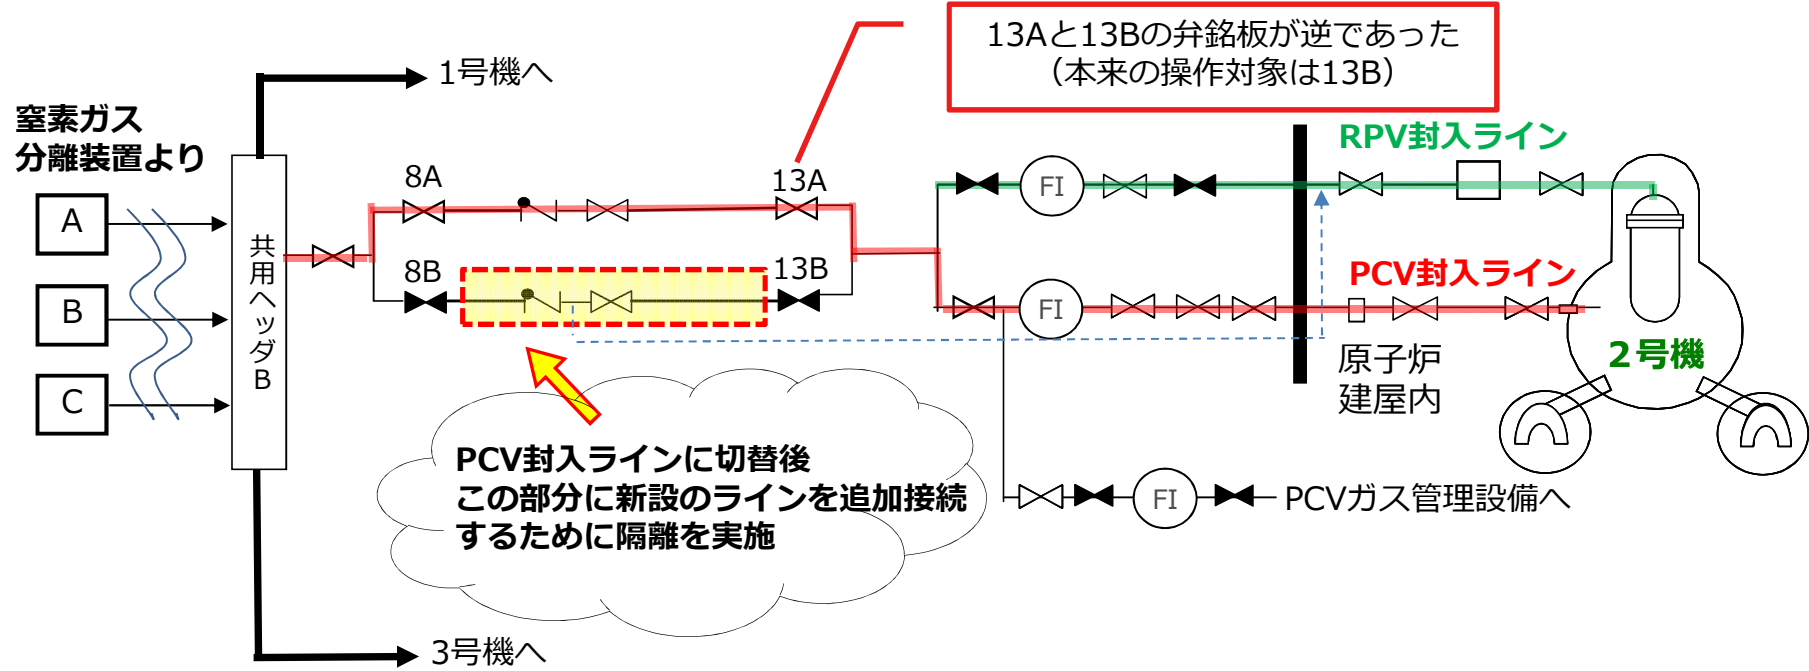 13Aと13Bの弁銘板が逆であった
（本来の操作対象は13B）
1号機へ
窒素ガス
分離装置より
A
B
C
共用ヘッダB
8A
13A
8B
13B
FI
RPV封入ライン
FI
PCV封入ライン
原子炉
建屋内
２号機
PCV封入ラインに切替後
この部分に新設のラインを追加接続
するために隔離を実施
FI
PCVガス管理設備へ
3号機へ